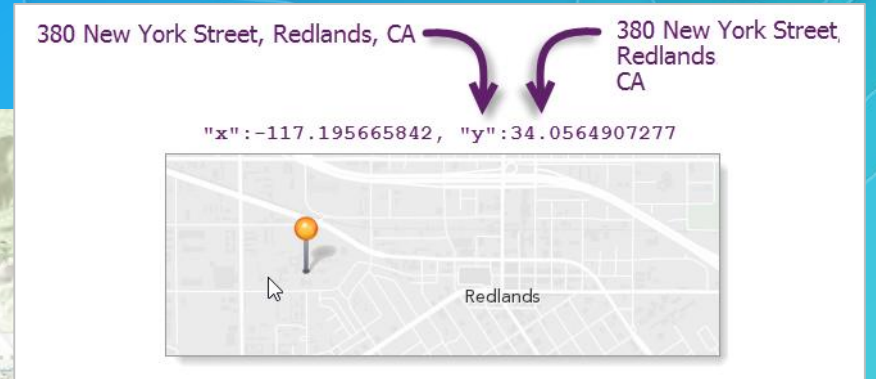 380 New York Street, Redlands, CA
380 New York Street,
Redlands
CA
"x":-117.195665842, "y":34.0564907277
Redlands